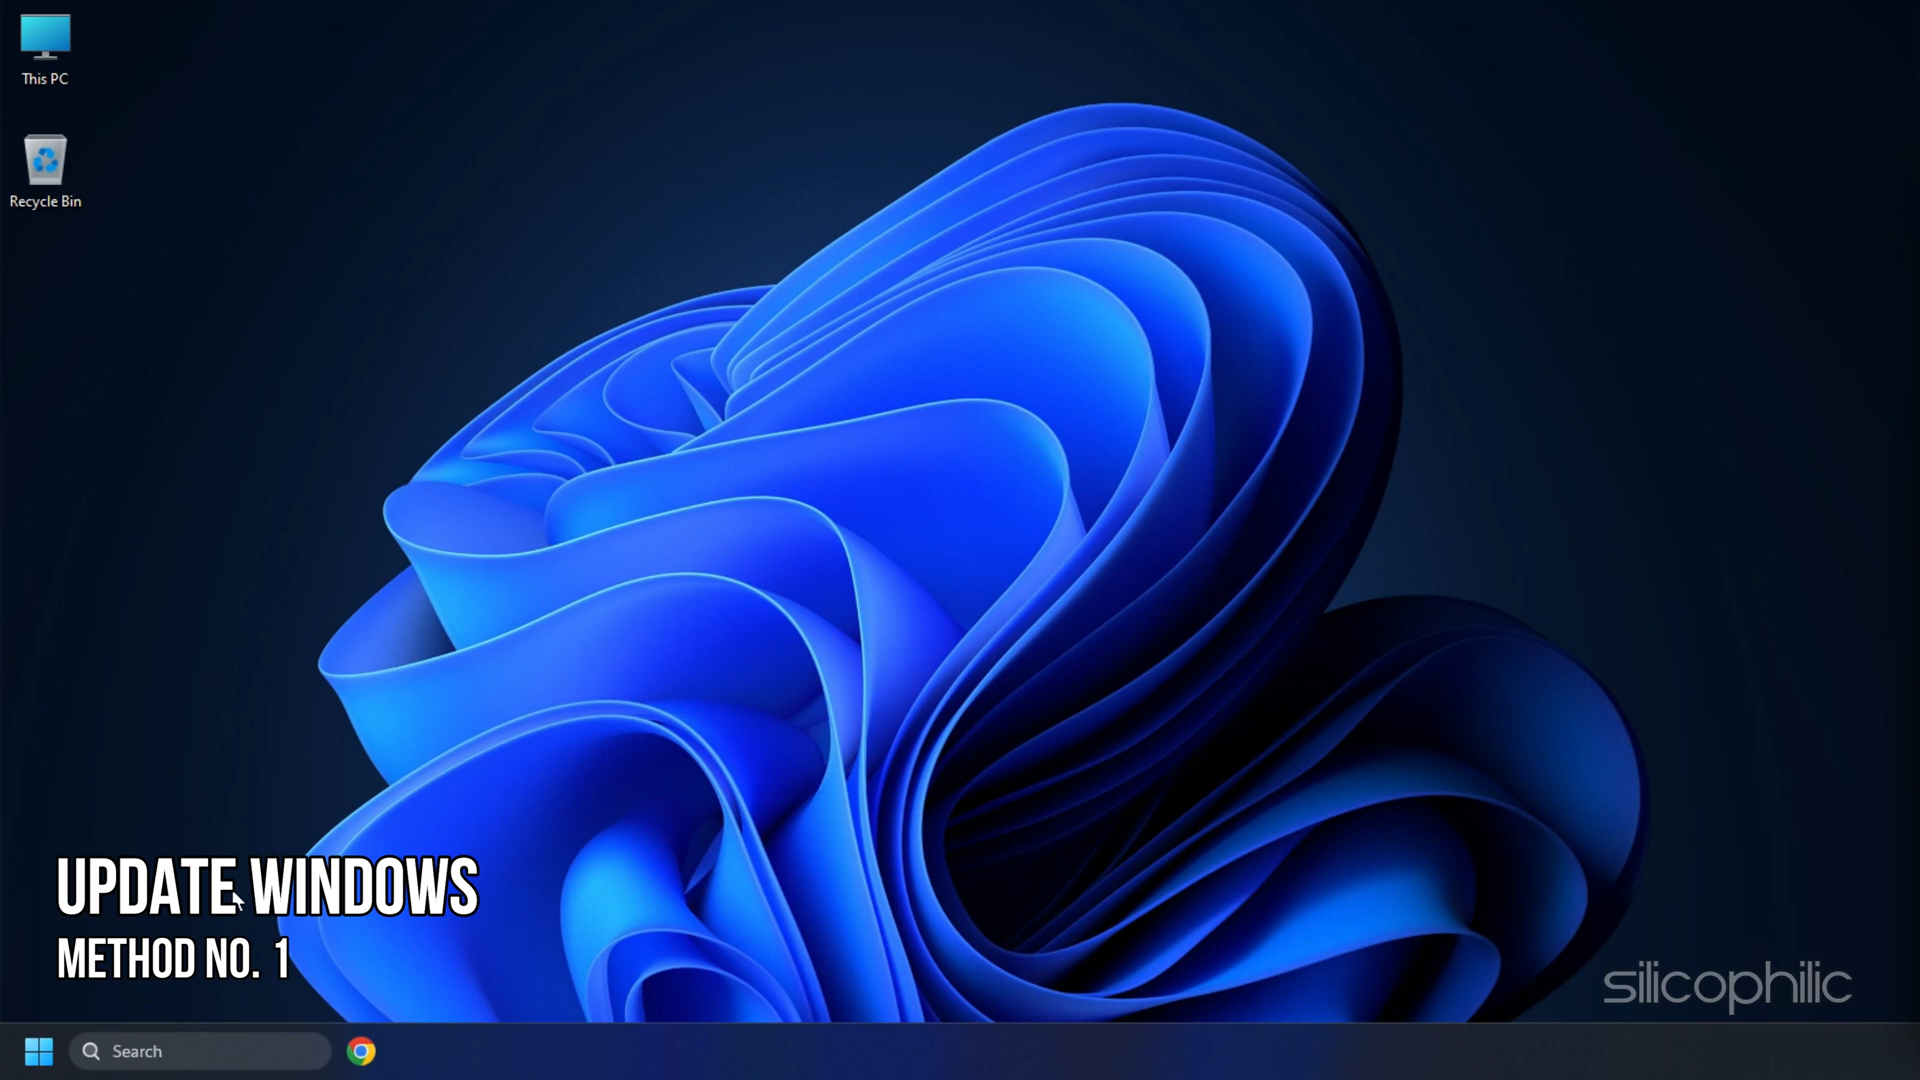 This PC
Recycle Bin
UPDATE WINDOWS
METHOD NO. 1
silicophilic
Search